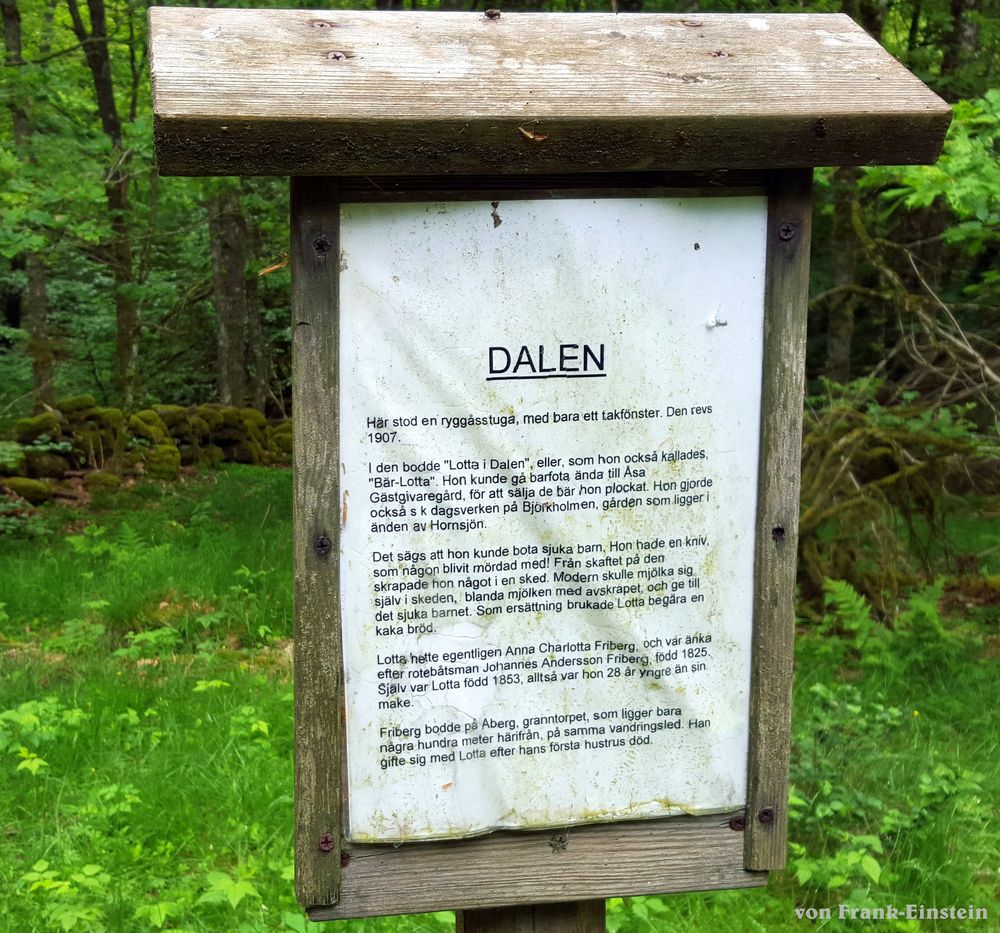 DALEN
Här stod en ryggåsstuga, med bara ett takfönster. Den revs
1907.
I den bodde "Lotta i Dalen", eller, som hon också kallades,
"Bär-Lotta". Hon kunde gå barfota ända till Åsa
Gästgivaregård, för att sälja de bär hon plockat. Hon gjorde
också s k dagsverken på Björkholmen, gården som ligger i
änden av Hornsjön.
Det sägs att hon kunde bota sjuka barn. Hon hade en kniv,
som någon blivit mördad med! Från skaftet på den
skrapade hon något i en sked. Modern skulle mjölka sig
själv i skeden, blanda mjölken med avskrapet, och ge till
det sjuka barnet. Som ersättning brukade Lotta begära en
kaka bröd.
Lotta hette egentligen Anna Charlotta Friberg, och var änka
efter rotebåtsman Johannes Andersson Friberg, född 1825.
Själv var Lotta född 1853, alltså var hon 28 år yngre än sin
make.
Friberg bodde på Åberg, granntorpet, som ligger bara
några hundra meter härifrån, på samma vandringsled. Han
gifte sig med Lotta efter hans första hustrus död.
von Frank-Einstein